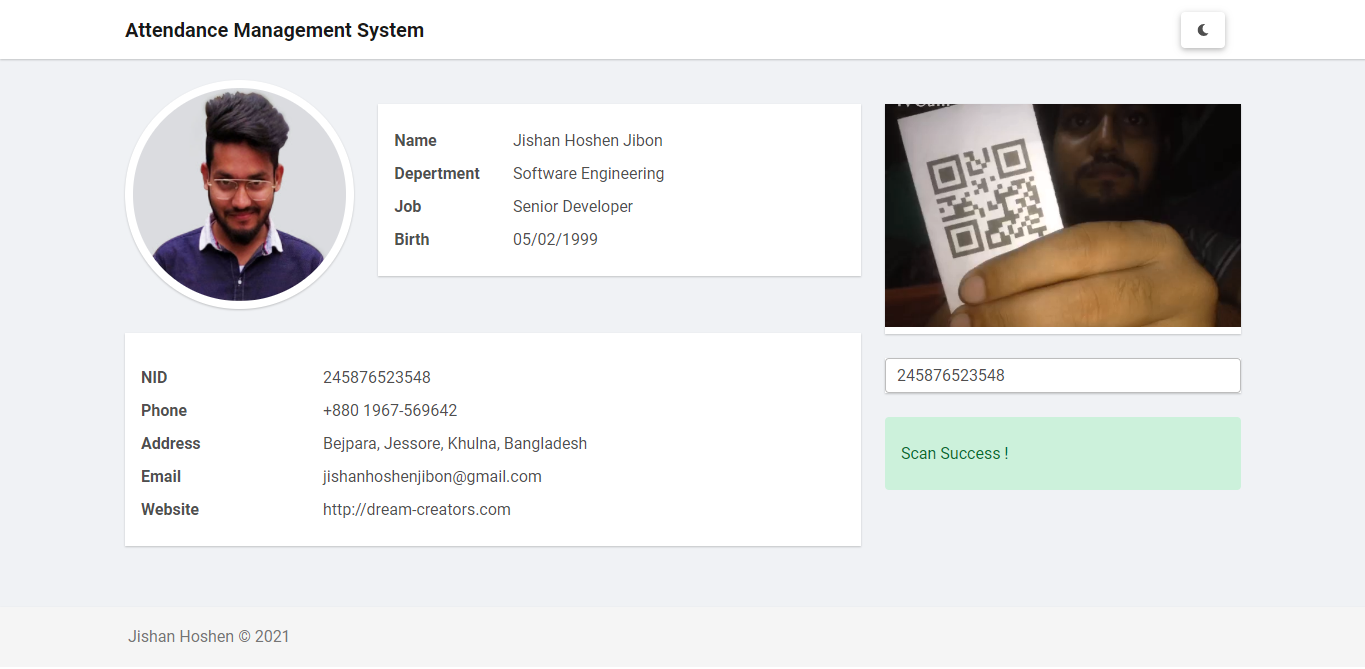 Attendance Management System
Name Jishan Hoshen Jibon
Depertment Software Engineering
Job Senior Developer
Birth 05/02/1999
NID 245876523548
Phone +880 1967-569642
Address Bejpara, Jessore, Khulna, Bangladesh
Email jishanhoshenjibon@gmail.com
Website http://dream-creators.com
245876523548
Scan Success !
Jishan Hoshen © 2021